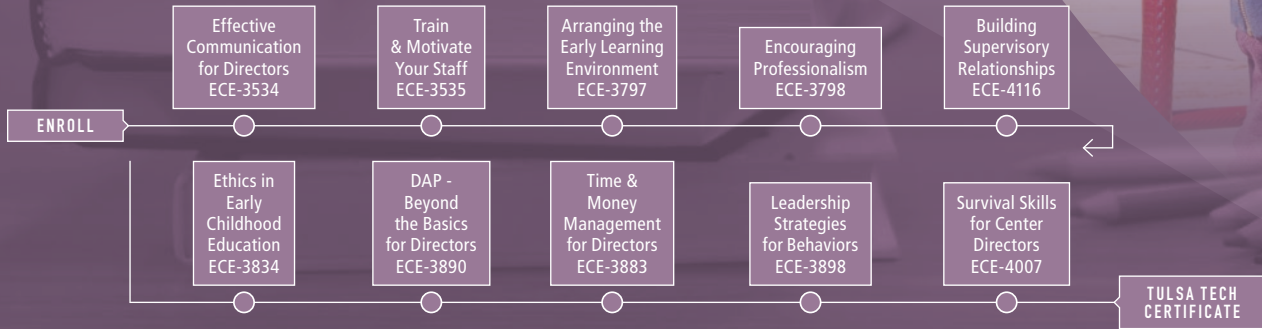 ENROLL
Effective
Communication
for Directors
ECE-3534
Train
& Motivate
Your Staff
ECE-3535
Arranging the
Early Learning
Environment
ECE-3797
Encouraging
Professionalism
ECE-3798
Building
Supervisory
Relationships
ECE-4116
Ethics in
Early
Childhood
Education
ECE-3834
DAP -
Beyond
the Basics
for Directors
ECE-3890
Time &
Money
Management
for Directors
ECE-3883
Leadership
Strategies
for Behaviors
ECE-3898
Survival Skills
for Center
Directors
ECE-4007
TULSA TECH
CERTIFICATE